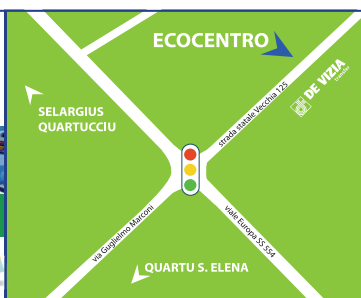 ECOCENTRO
DE VIZIA
strada statale Vecchia 125
SELARGIUS
QUARTUCCIU
via Guglielmo Marconi
viale Europa SS 554
QUARTU S. ELENA